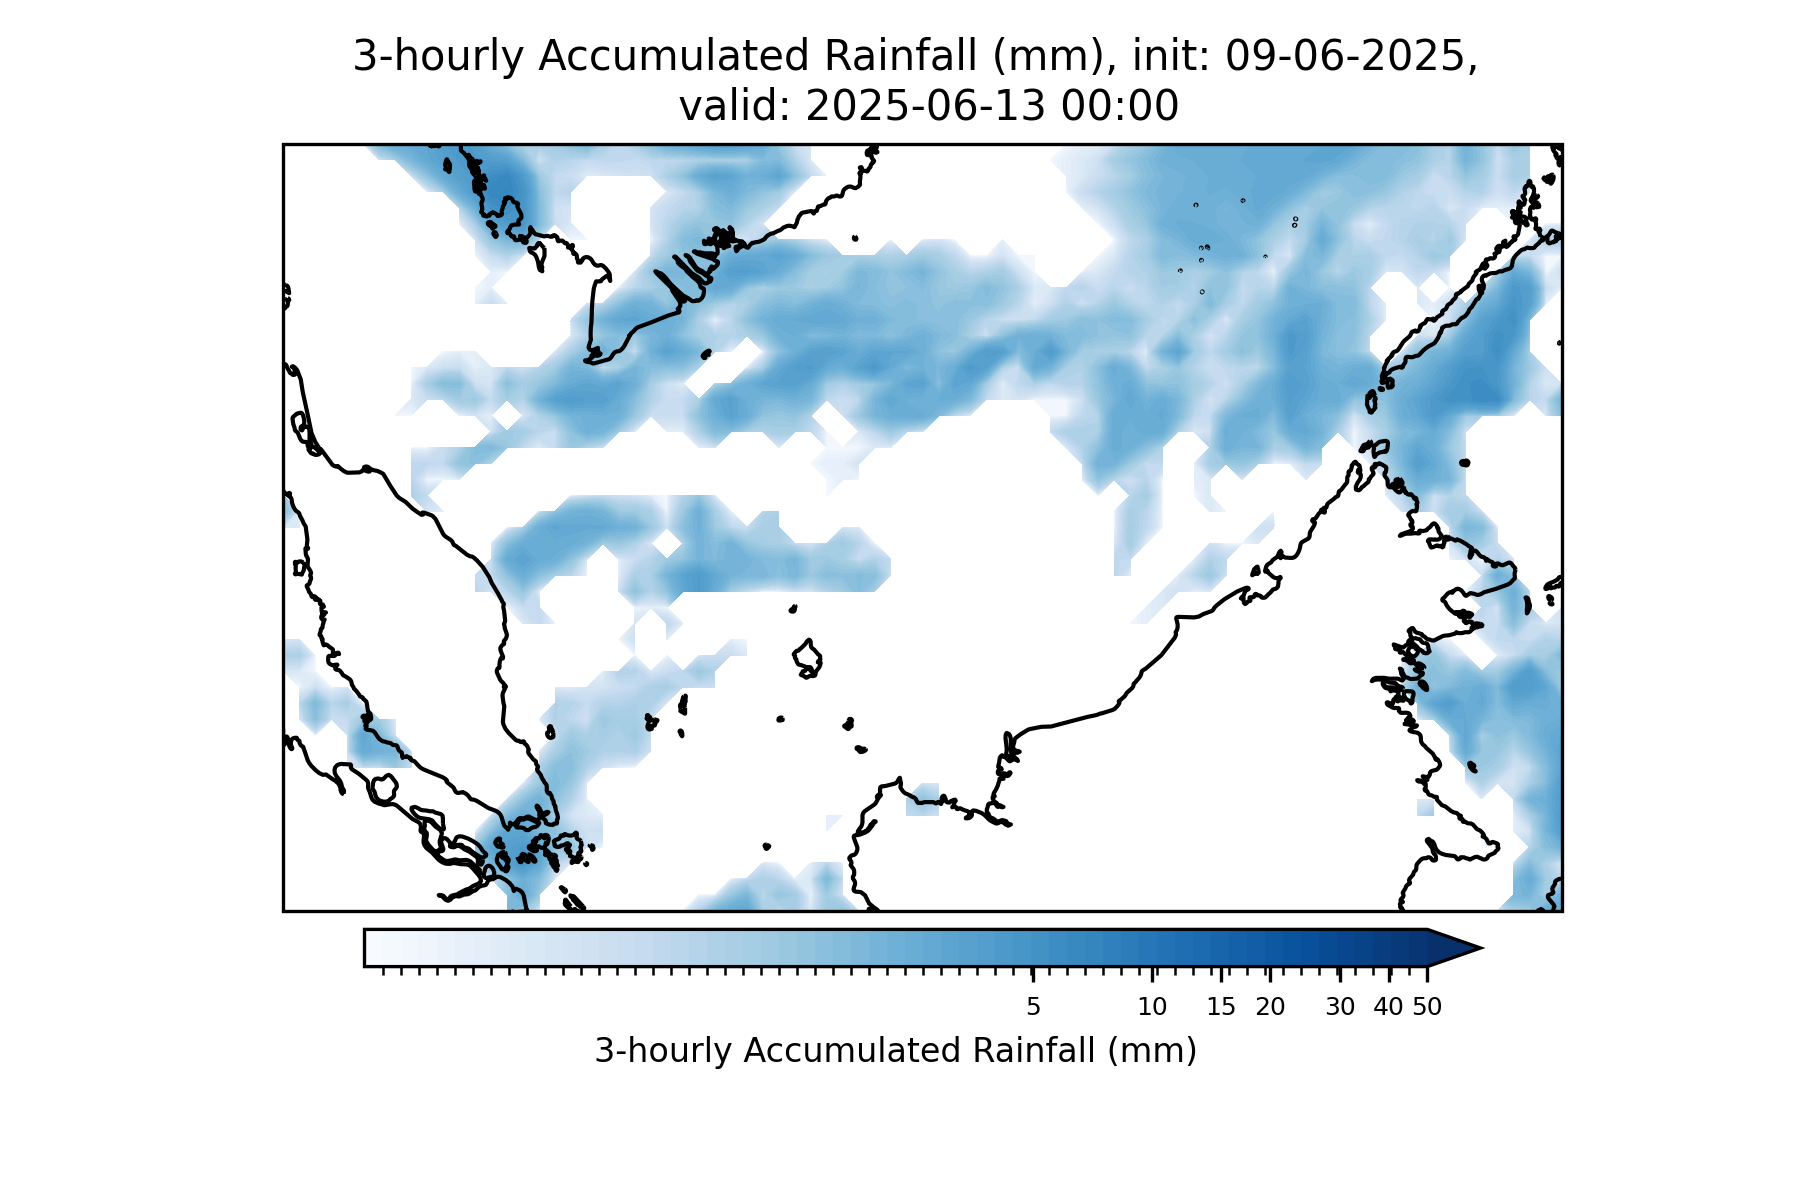 3-hourly Accumulated Rainfall (mm), init: 09-06-2025,
valid: 2025-06-13 00:00
5 10 15 20 30 40 50
3-hourly Accumulated Rainfall (mm)